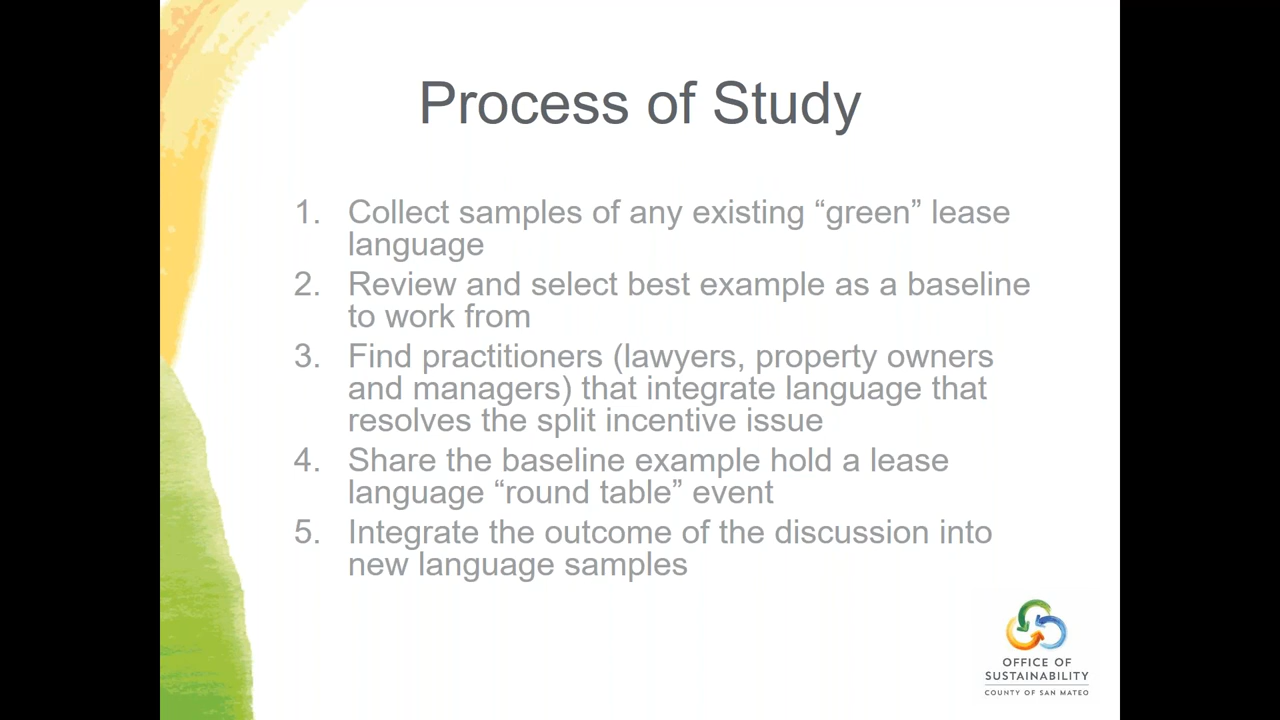 Process of Study
1. Collect samples of any existing “green” lease
language
2. Review and select best example as a baseline
to work from
3. Find practitioners (lawyers, property owners
and managers) that integrate language that
resolves the split incentive issue
4. Share the baseline example hold a lease
language “round table” event
5. Integrate the outcome of the discussion into
new language samples
OFFICE OF
SUSTAINABILITY
COUNTY OF SAN MATEO